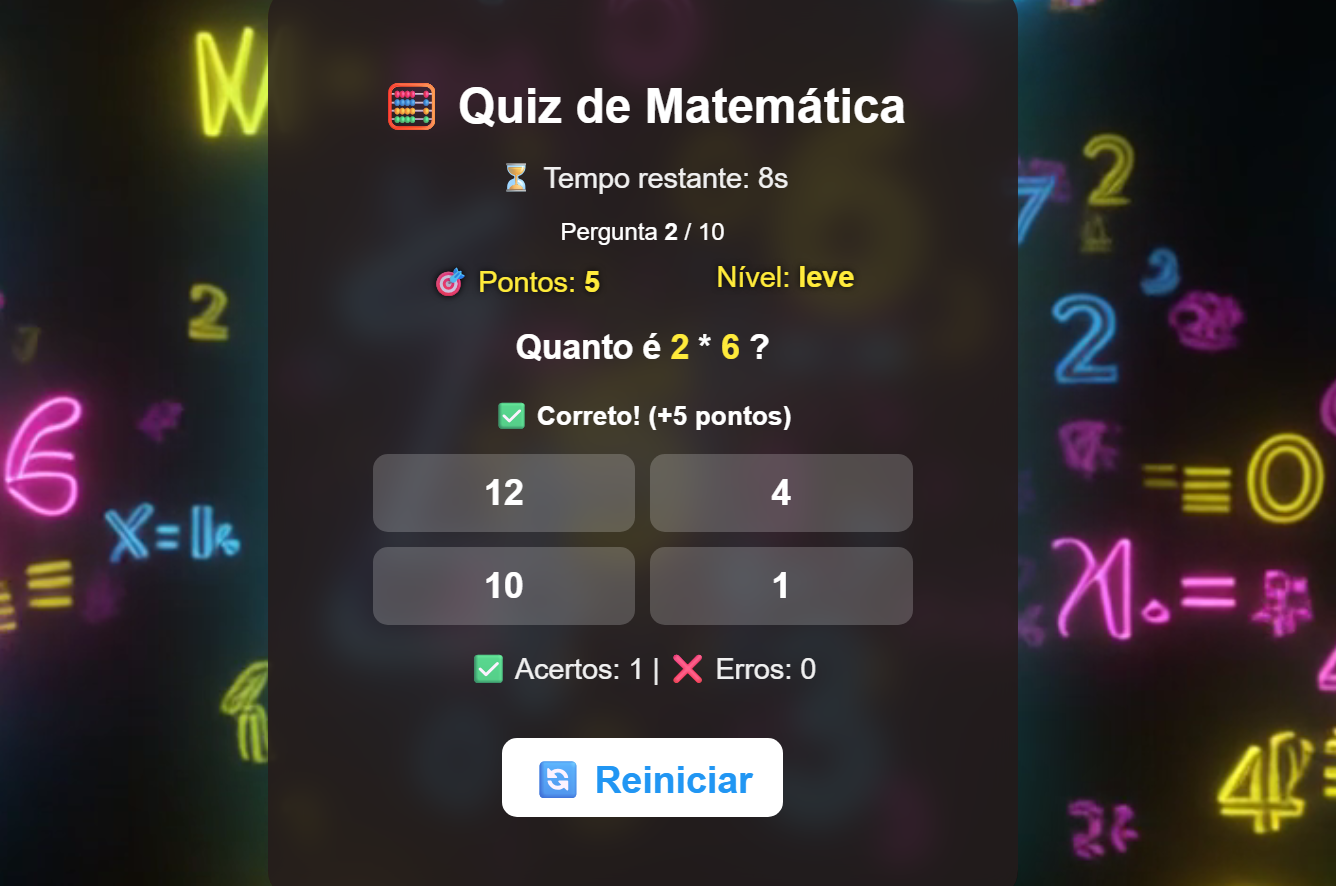 Quiz de Matemática
Tempo restante: 8s
Pergunta 2 / 10
Pontos: 5 Nível: leve
Quanto é 2 * 6 ?
Correto! (+5 pontos)
12 4
10 1
Acertos: 1 | Erros: 0
Reiniciar